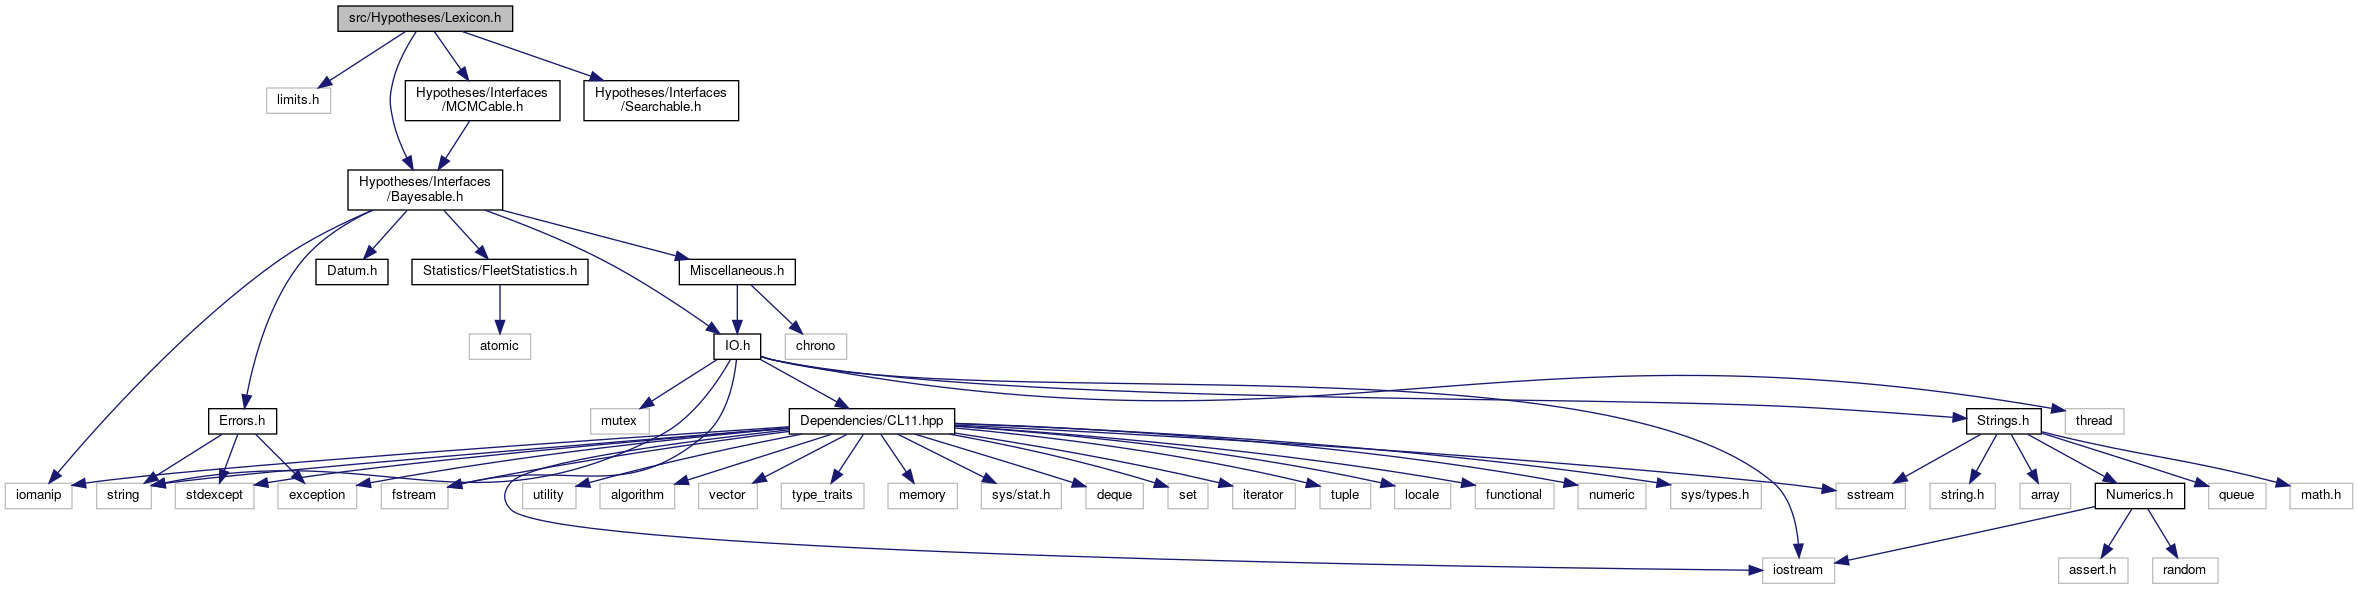 src/Hypotheses/Lexicon.h
limits.h
Hypotheses/Interfaces
/MCMCable.h
Hypotheses/Interfaces
/Searchable.h
Hypotheses/Interfaces
/Bayesable.h
Datum.h
Statistics/FleetStatistics.h
Miscellaneous.h
atomic
IO.h
chrono
Errors.h
mutex
Dependencies/CL11.hpp
Strings.h
thread
iomanip
string
stdexcept
exception
fstream
utility
algorithm
vector
type_traits
memory
sys/stat.h
deque
set
iterator
tuple
locale
functional
numeric
sys/types.h
sstream
string.h
array
Numerics.h
queue
math.h
iostream
assert.h
random